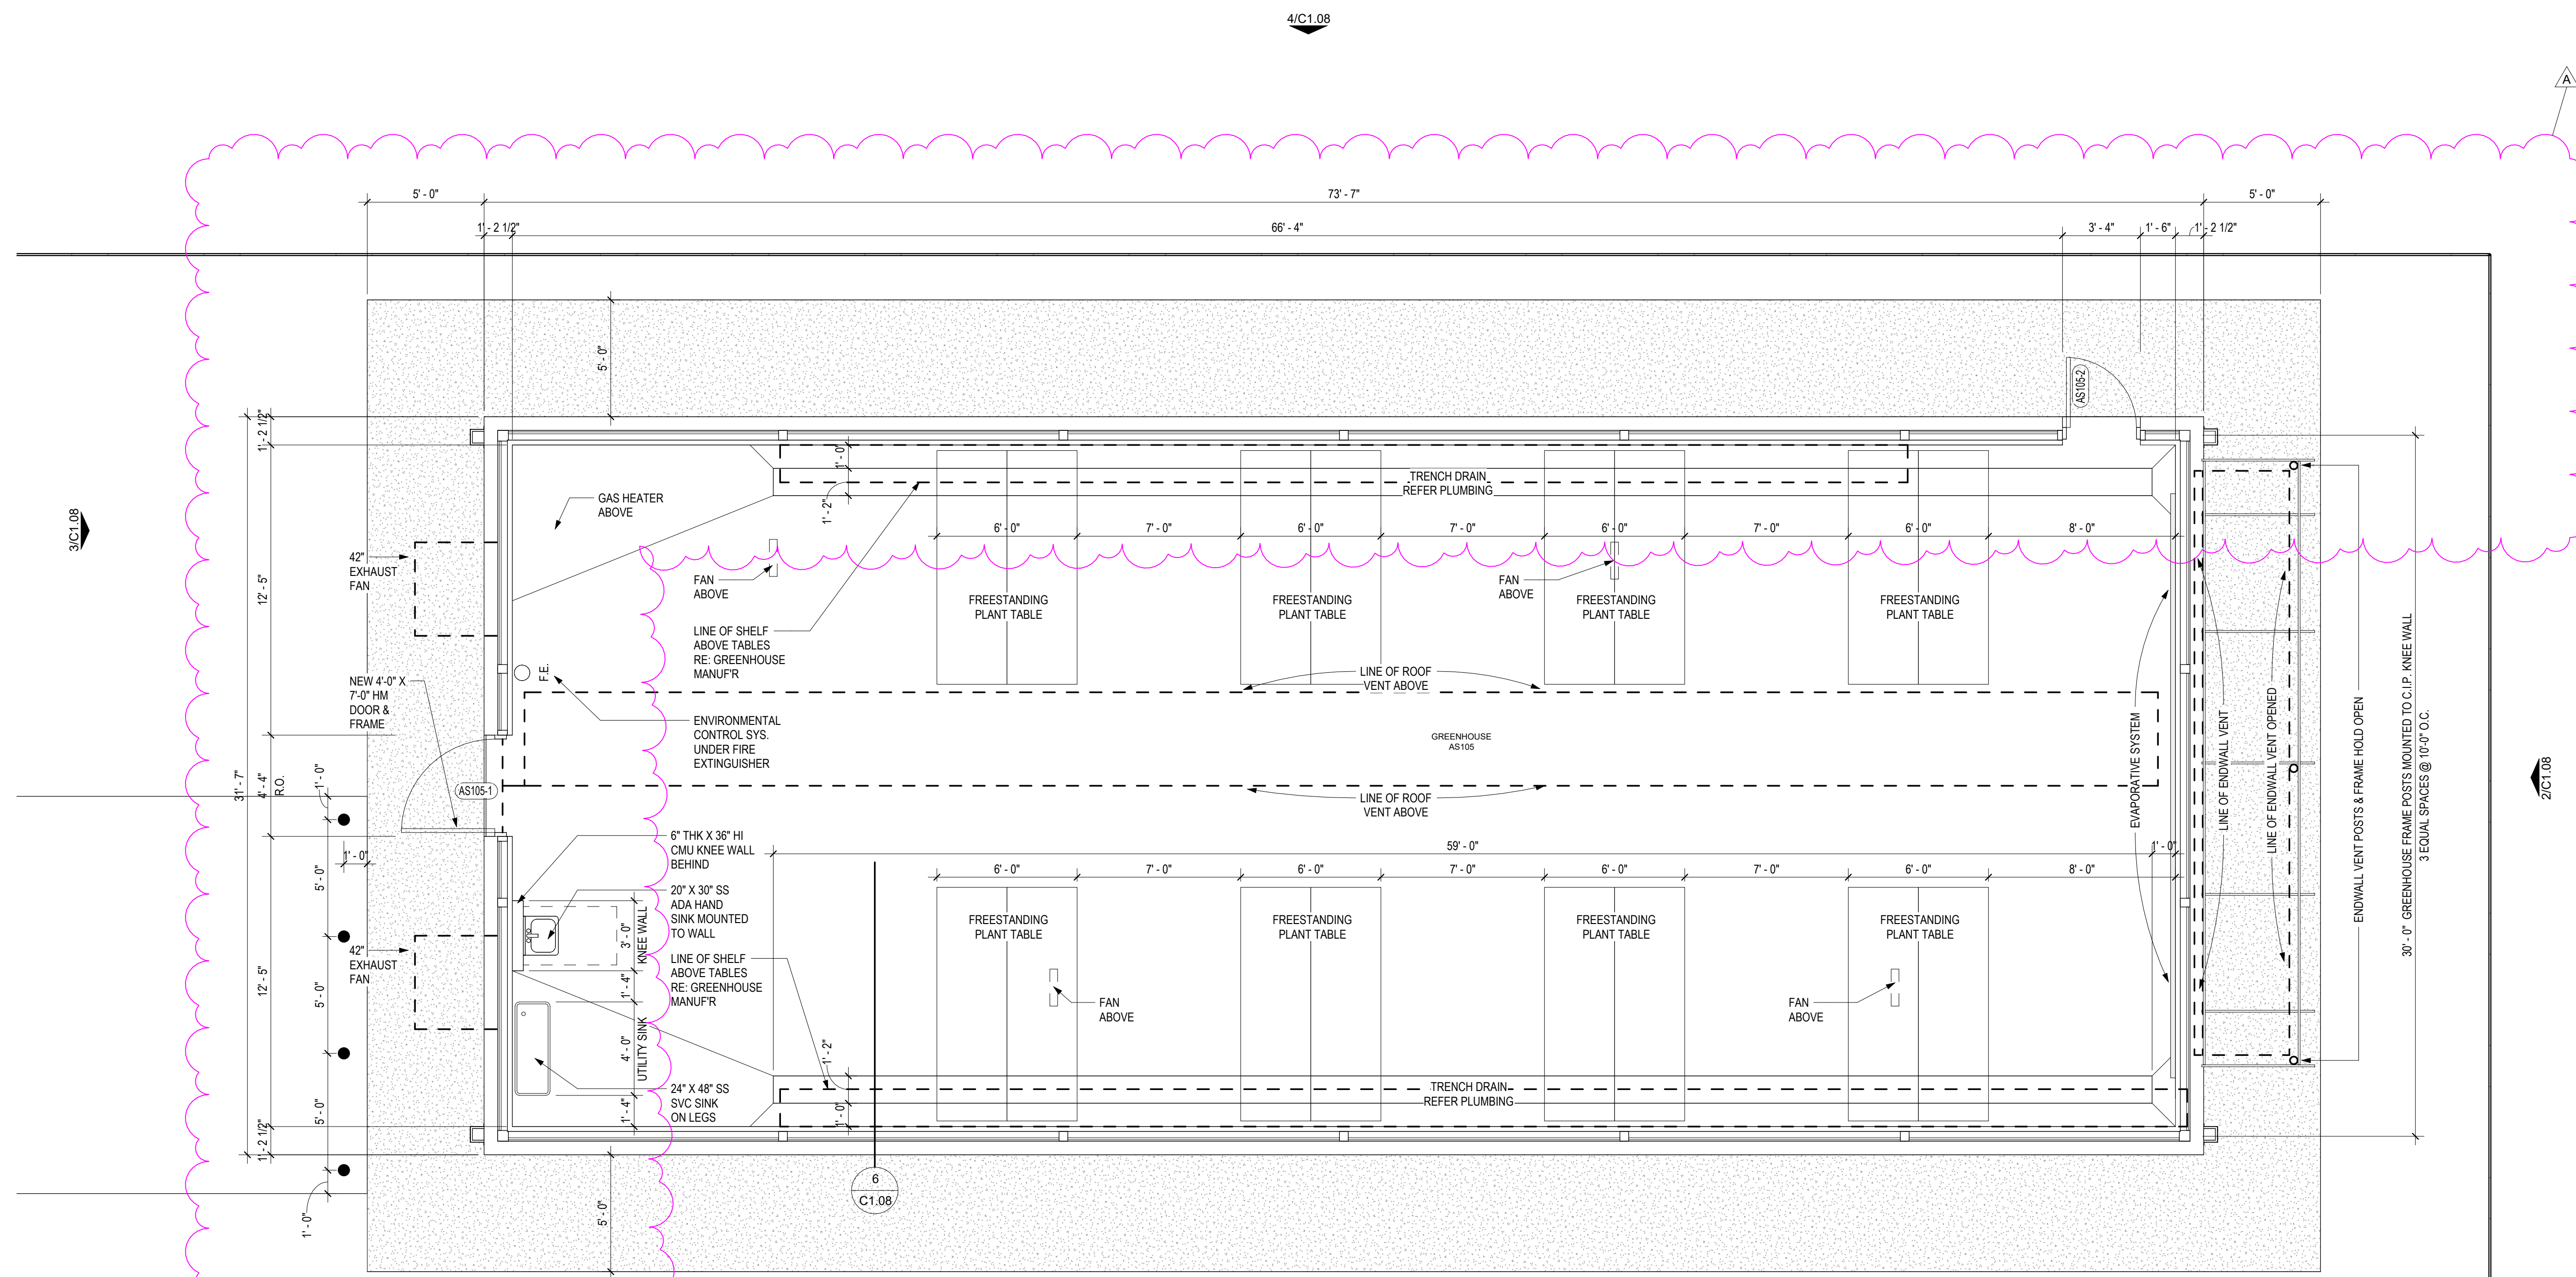 4/C1.08
A
5' - 0"
73' - 7"
5' - 0"
1' - 2 1/2"
66' - 4"
3' - 4"
1' - 6"
1' - 2 1/2"
5' - 0"
AS105-2
1' - 2 1/2"
1' - 0"
1' - 2"
TRENCH DRAIN
REFER PLUMBING
GAS HEATER
ABOVE
3/C1.08
6' - 0"
7' - 0"
6' - 0"
7' - 0"
6' - 0"
7' - 0"
6' - 0"
8' - 0"
42"
EXHAUST
FAN
12' - 5"
FAN
ABOVE
FAN
ABOVE
FREESTANDING
PLANT TABLE
FREESTANDING
PLANT TABLE
FREESTANDING
PLANT TABLE
FREESTANDING
PLANT TABLE
LINE OF SHELF
ABOVE TABLES
RE: GREENHOUSE
MANUF'R
F.E.
NEW 4'-0" X
7'-0" HM
DOOR &
FRAME
LINE OF ROOF
VENT ABOVE
ENVIRONMENTAL
CONTROL SYS.
UNDER FIRE
EXTINGUISHER
GREENHOUSE
AS105
EVAPORATIVE SYSTEM
LINE OF ENDWALL VENT
LINE OF ENDWALL VENT OPENED
ENDWALL VENT POSTS & FRAME HOLD OPEN
30' - 0" GREENHOUSE FRAME POSTS MOUNTED TO C.I.P. KNEE WALL
3 EQUAL SPACES @ 10'-0" O.C.
2/C1.08
31' - 7"
4' - 4"
R.O.
1' - 0"
AS105-1
LINE OF ROOF
VENT ABOVE
6" THK X 36" HI
CMU KNEE WALL
BEHIND
59' - 0"
1' - 0"
1' - 0"
5' - 0"
6' - 0"
7' - 0"
6' - 0"
7' - 0"
6' - 0"
7' - 0"
6' - 0"
8' - 0"
20" X 30" SS
ADA HAND
SINK MOUNTED
TO WALL
3' - 0"
KNEE WALL
FREESTANDING
PLANT TABLE
FREESTANDING
PLANT TABLE
FREESTANDING
PLANT TABLE
FREESTANDING
PLANT TABLE
42"
EXHAUST
FAN
12' - 5"
5' - 0"
1' - 4"
LINE OF SHELF
ABOVE TABLES
RE: GREENHOUSE
MANUF'R
FAN
ABOVE
FAN
ABOVE
4' - 0"
UTILITY SINK
1' - 2"
24" X 48" SS
SVC SINK
ON LEGS
TRENCH DRAIN
REFER PLUMBING
5' - 0"
1' - 4"
1' - 0"
1' - 2 1/2"
6
C1.08
1' - 0"
5' - 0"